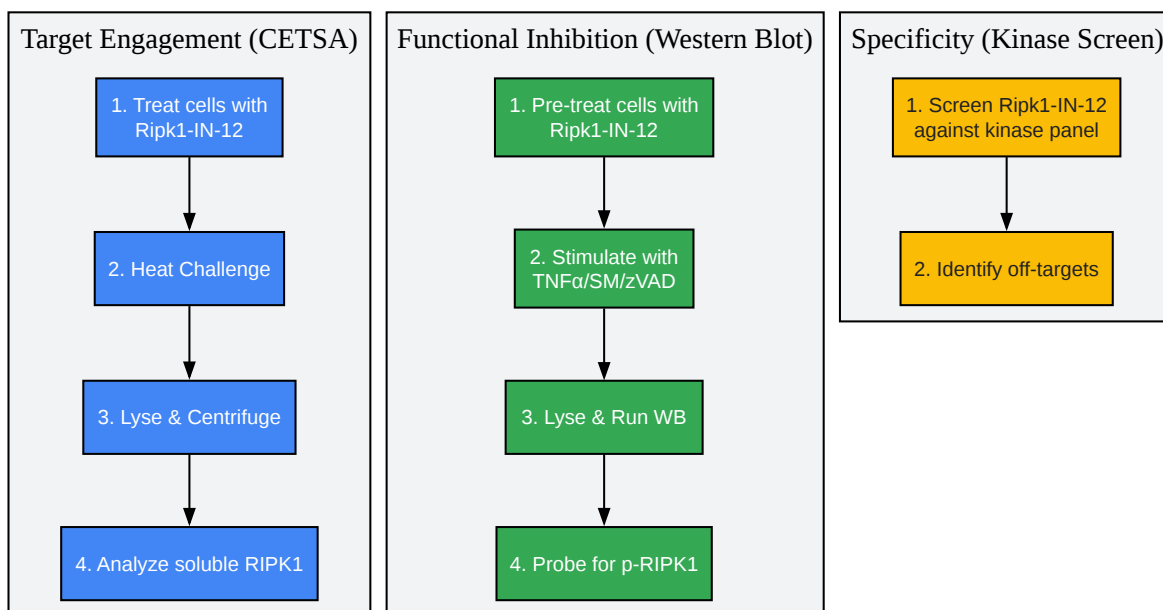 Target Engagement (CETSA)
1. Treat cells with
Ripk1-IN-12
2. Heat Challenge
3. Lyse & Centrifuge
4. Analyze soluble RIPK1
Functional Inhibition (Western Blot)
1. Pre-treat cells with
Ripk1-IN-12
2. Stimulate with
TNFα/SM/zVAD
3. Lyse & Run WB
4. Probe for p-RIPK1
Specificity (Kinase Screen)
1. Screen Ripk1-IN-12
against kinase panel
2. Identify off-targets